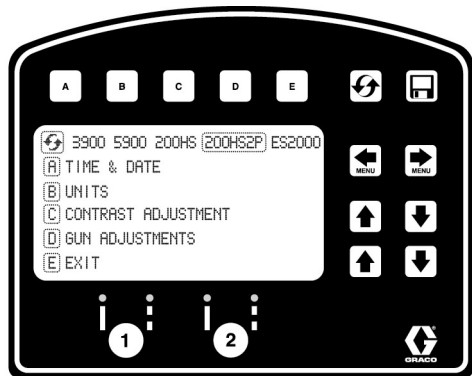 A B C D E
3900 5900 200HS 200HS2P ES2000
A TIME & DATE
B UNITS
C CONTRAST ADJUSTMENT
D GUN ADJUSTMENTS
E EXIT
MENU MENU
1 2
GRACO